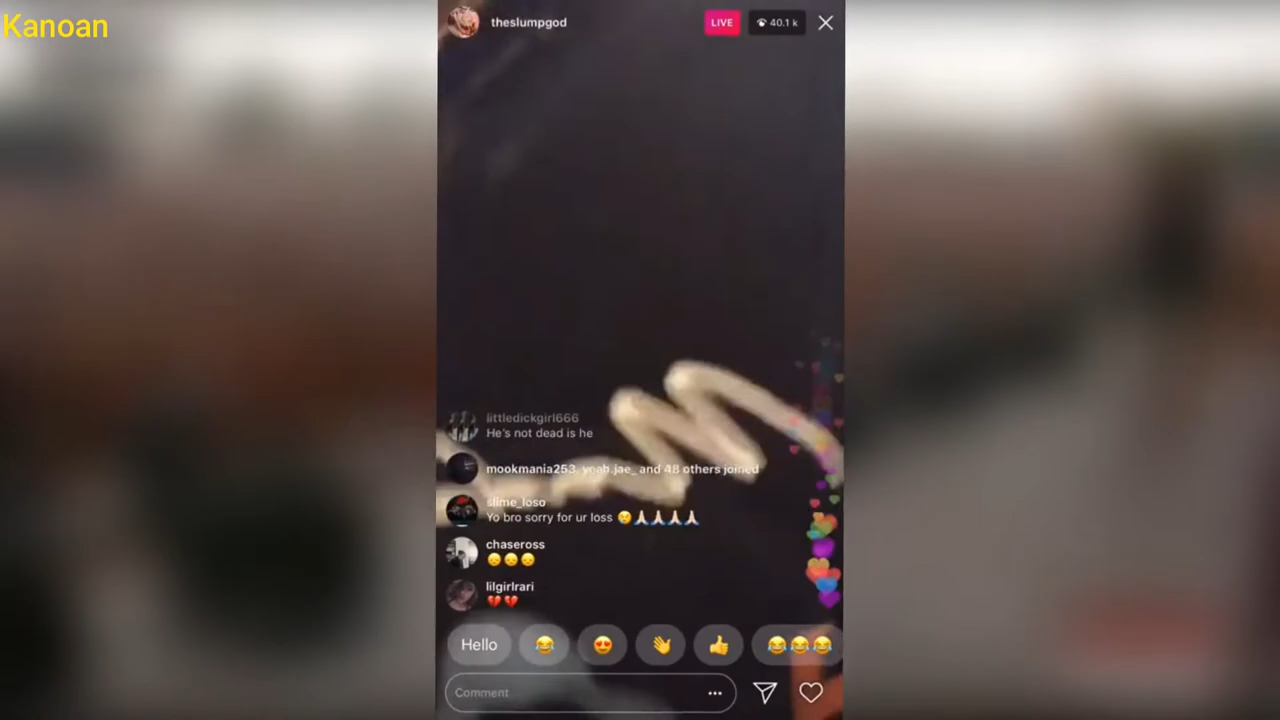 Kanoan
theslumpgod
LIVE
40.1 k
littledickgirl666
He's not dead is he
mookmania253, yeah.jae_ and 48 others joined
slime_loso
Yo bro sorry for ur loss 😢🙏🏻🙏🏻🙏🏻🙏🏻
chaseross
😞😞😞
lilgirlrari
💔💔
Hello 😂 😍 👋 👍 😂😂😂
Comment